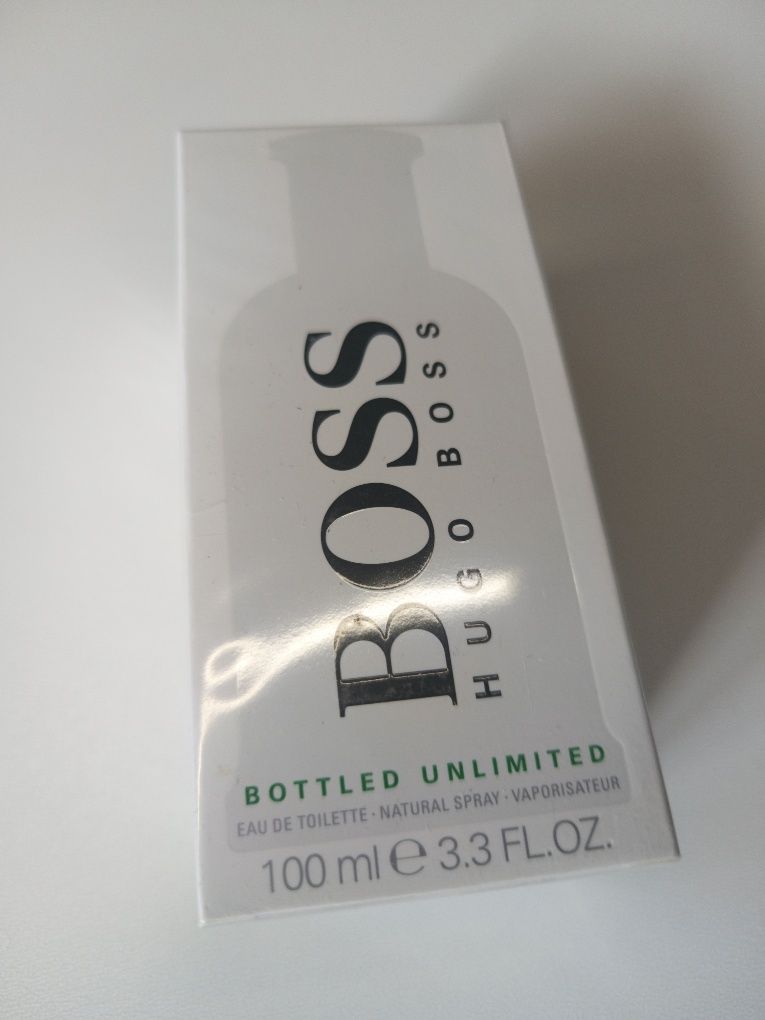 BOSS
HUGO BOSS
BOTTLED UNLIMITED
EAU DE TOILETTE · NATURAL SPRAY · VAPORISATEUR
100 ml ℮ 3.3 FL.OZ.